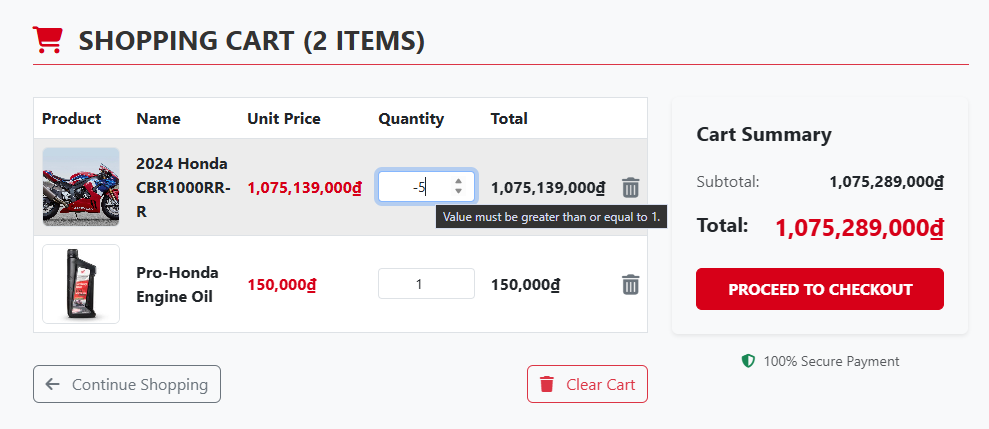 SHOPPING CART (2 ITEMS)
Product Name Unit Price Quantity Total
2024 Honda
CBR1000RR-
R
1,075,139,000₫ -5 1,075,139,000₫
Value must be greater than or equal to 1.
Pro-Honda
Engine Oil
150,000₫ 1 150,000₫
Continue Shopping
Clear Cart
Cart Summary
Subtotal: 1,075,289,000₫
Total: 1,075,289,000₫
PROCEED TO CHECKOUT
100% Secure Payment